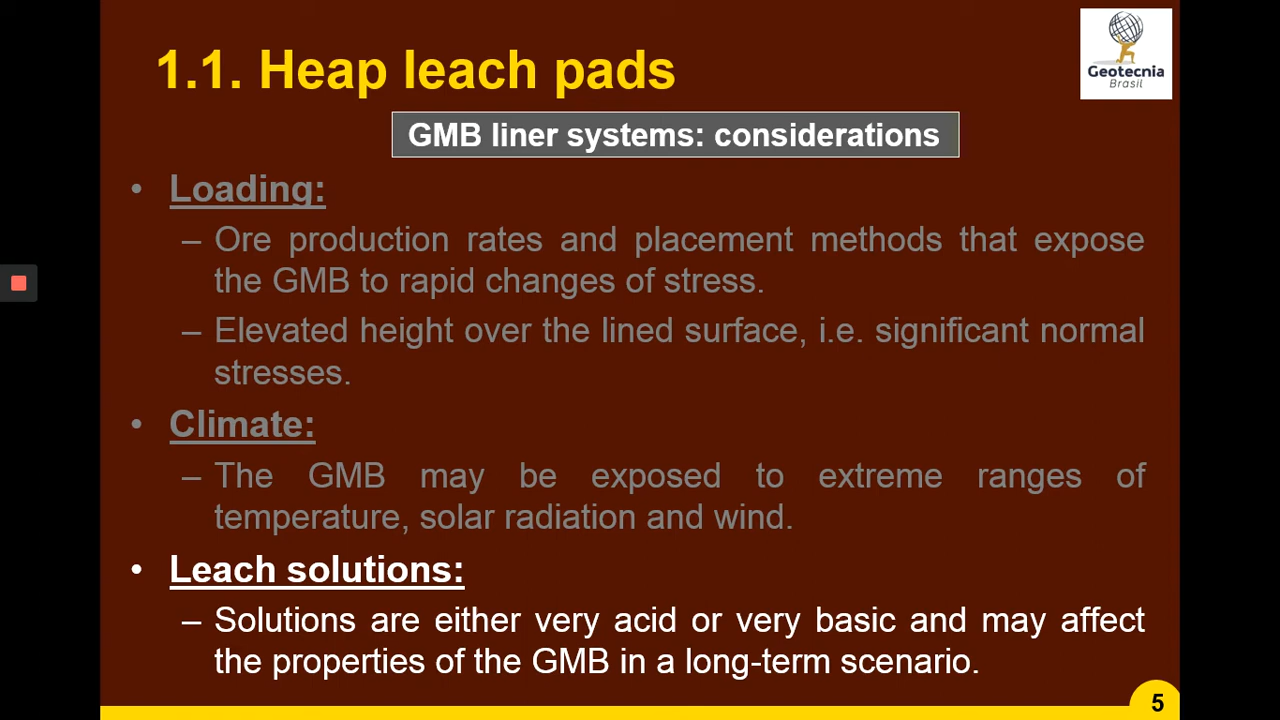 1.1. Heap leach pads
Geotecnia
Brasil
GMB liner systems: considerations
• Loading:
– Ore production rates and placement methods that expose
the GMB to rapid changes of stress.
– Elevated height over the lined surface, i.e. significant normal
stresses.
• Climate:
– The GMB may be exposed to extreme ranges of
temperature, solar radiation and wind.
• Leach solutions:
– Solutions are either very acid or very basic and may affect
the properties of the GMB in a long-term scenario.
5